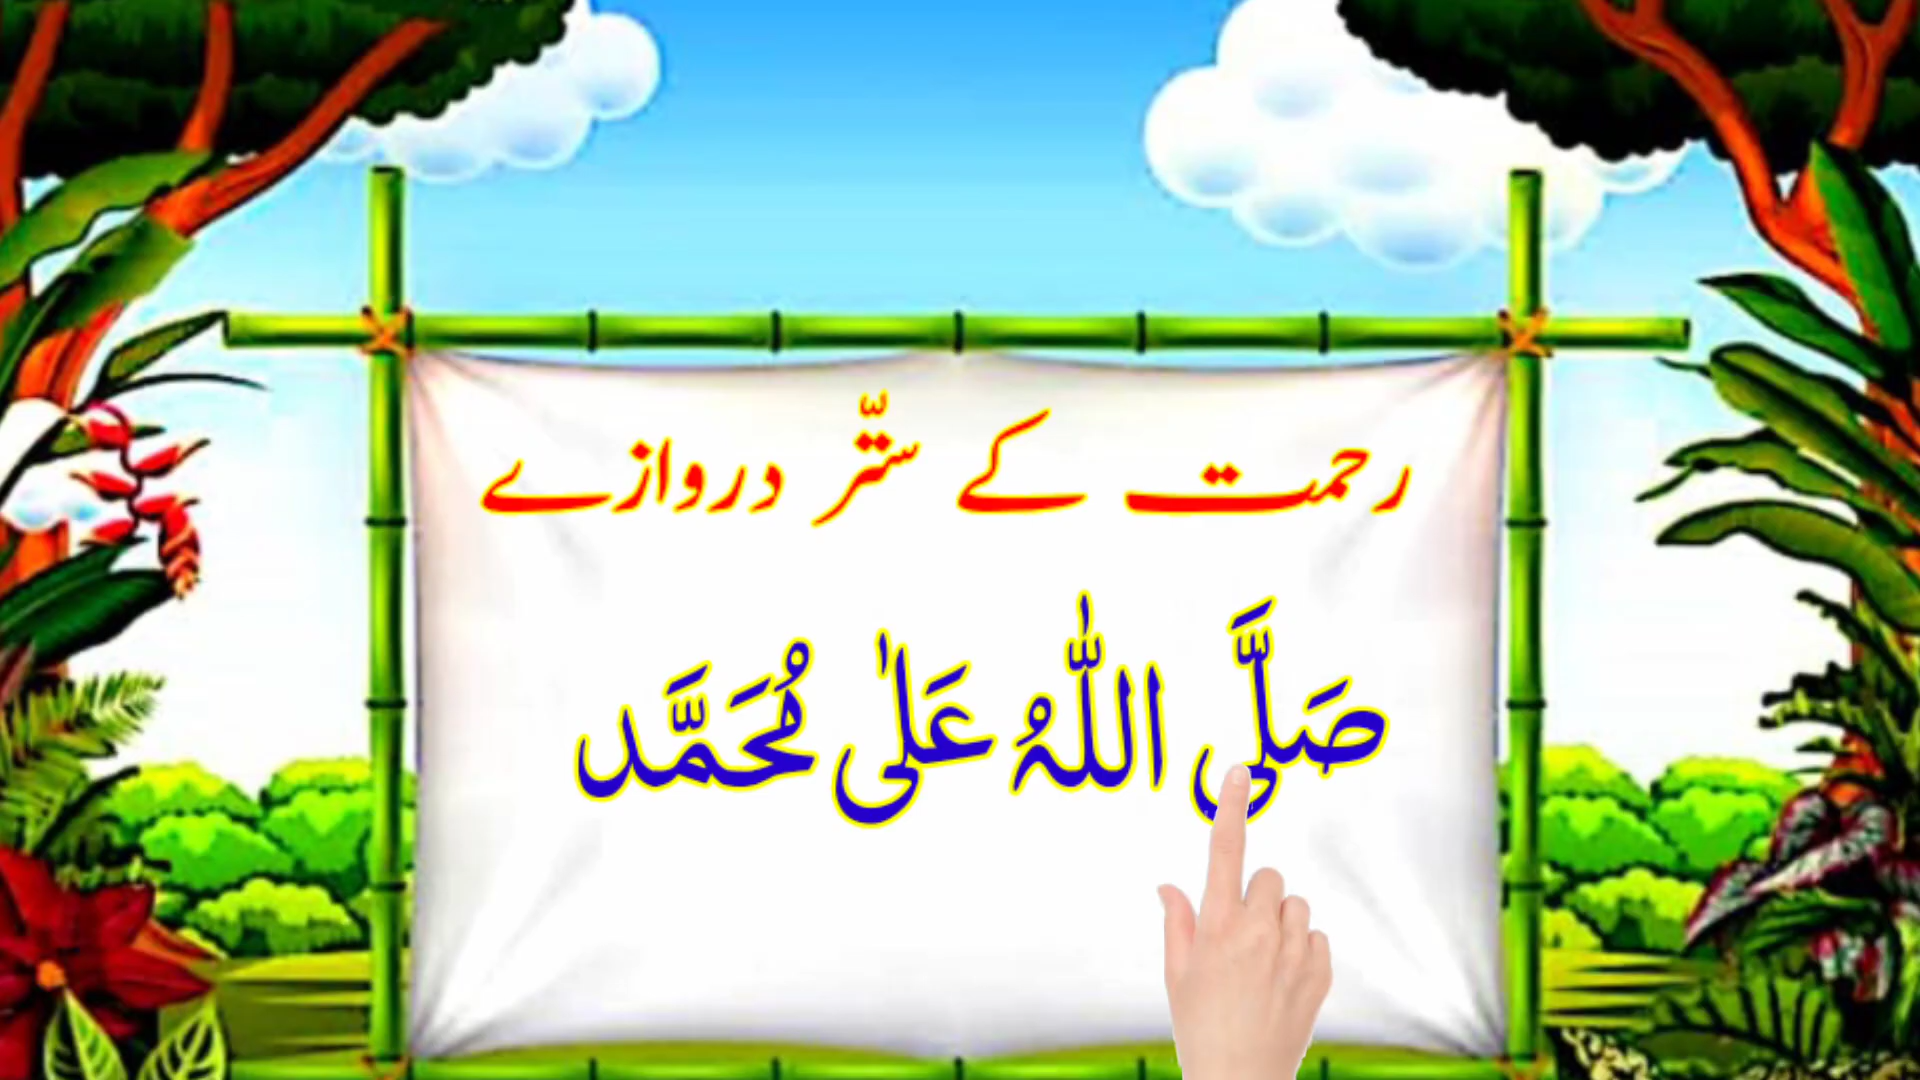 رحمت کے ستّر دروازے
صَلَّی اللّٰہُ عَلٰی مُحَمَّد